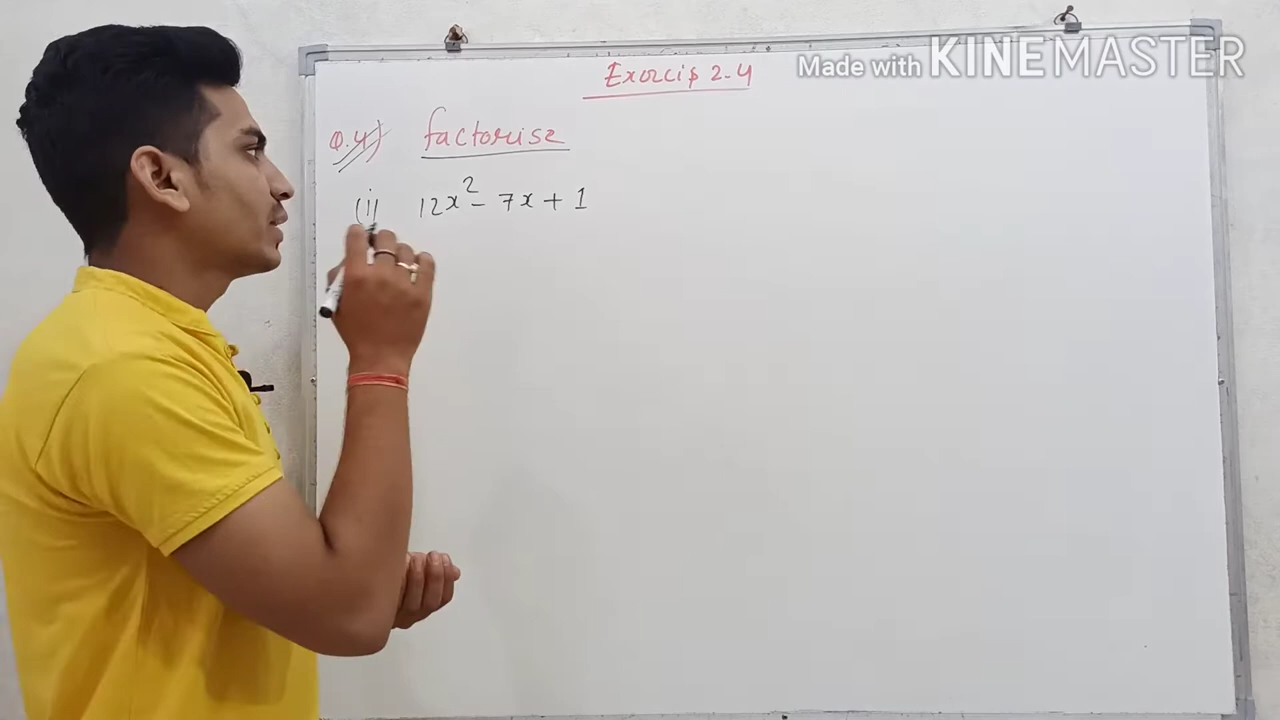 Made with KINEMASTER
Exercis 2.4
Q.4) factorise
(i) 12x² - 7x + 1